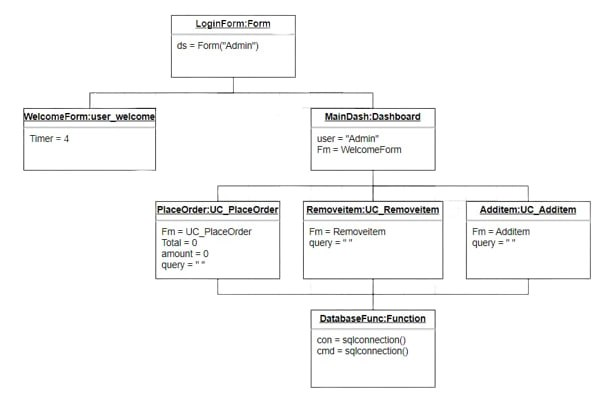 LoginForm:Form
ds = Form("Admin")
WelcomeForm:user_welcome
Timer = 4
MainDash:Dashboard
user = "Admin"
Fm = WelcomeForm
PlaceOrder:UC_PlaceOrder
Fm = UC_PlaceOrder
Total = 0
amount = 0
query = " "
Removeitem:UC_Removeitem
Fm = Removeitem
query = " "
Additem:UC_Additem
Fm = Additem
query = " "
DatabaseFunc:Function
con = sqlconnection()
cmd = sqlconnection()